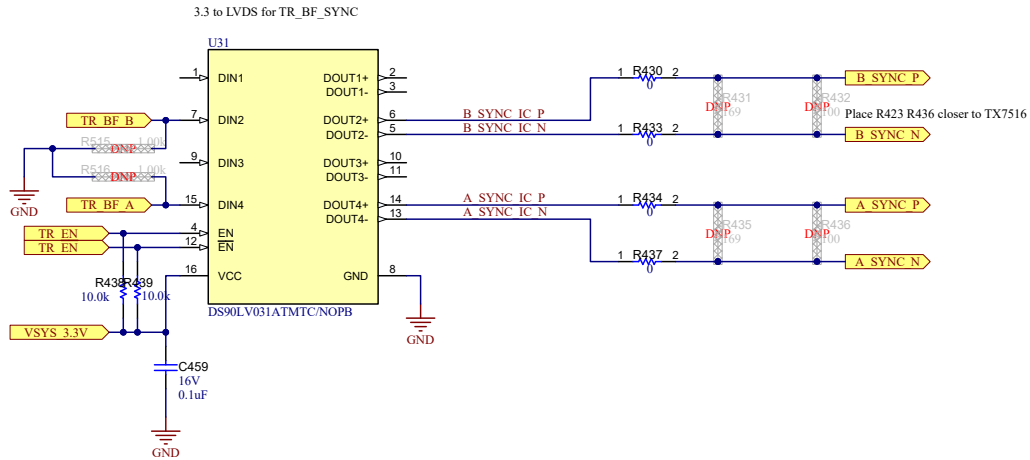 3.3 to LVDS for TR_BF_SYNC
U31
1 DIN1 DOUT1+ 2
DOUT1- 3
TR_BF_B 7 DIN2 DOUT2+ 6 B_SYNC_IC_P 1 R430 2 B_SYNC_P
0
DOUT2- 5 B_SYNC_IC_N 1 R433 2 B_SYNC_N
0
R431 DNP 169
R432 DNP 100
Place R423 R436 closer to TX7516
R515 1.00k DNP
9 DIN3 DOUT3+ 10
DOUT3- 11
R516 1.00k DNP
GND
TR_BF_A 15 DIN4 DOUT4+ 14 A_SYNC_IC_P 1 R434 2 A_SYNC_P
0
DOUT4- 13 A_SYNC_IC_N 1 R437 2 A_SYNC_N
0
R435 DNP 169
R436 DNP 100
TR_EN 4 EN
TR_EN 12 EN
16 VCC GND 8
R438 R439
10.0k 10.0k
DS90LV031ATMTC/NOPB
GND
VSYS_3.3V
C459
16V
0.1uF
GND